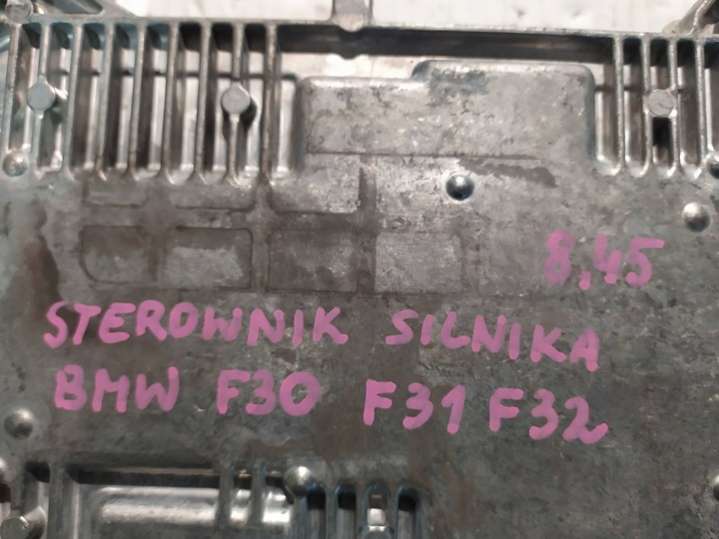 8,45
STEROWNIK SILNIKA
BMW F30 F31 F32